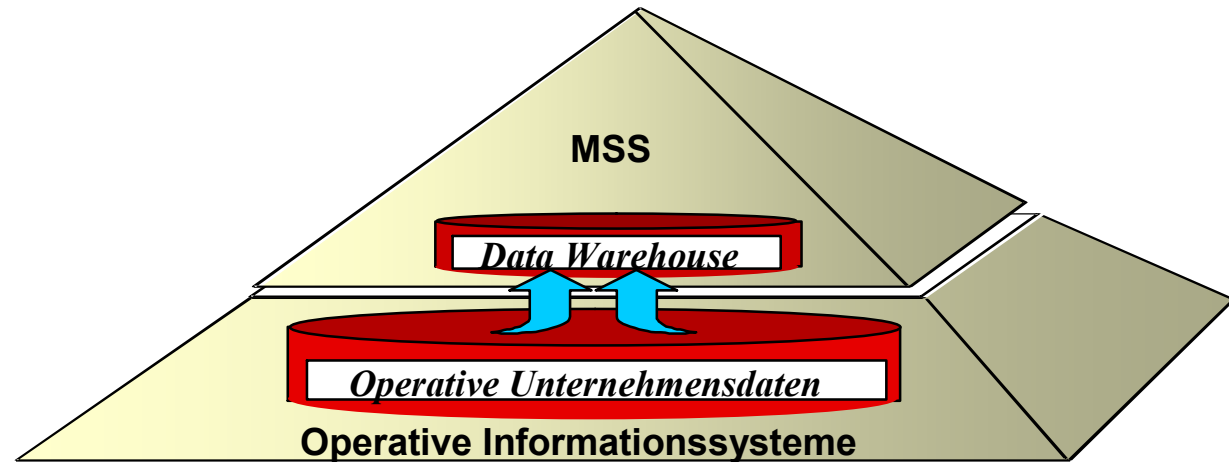 MSS
Data Warehouse
Operative Unternehmensdaten
Operative Informationssysteme